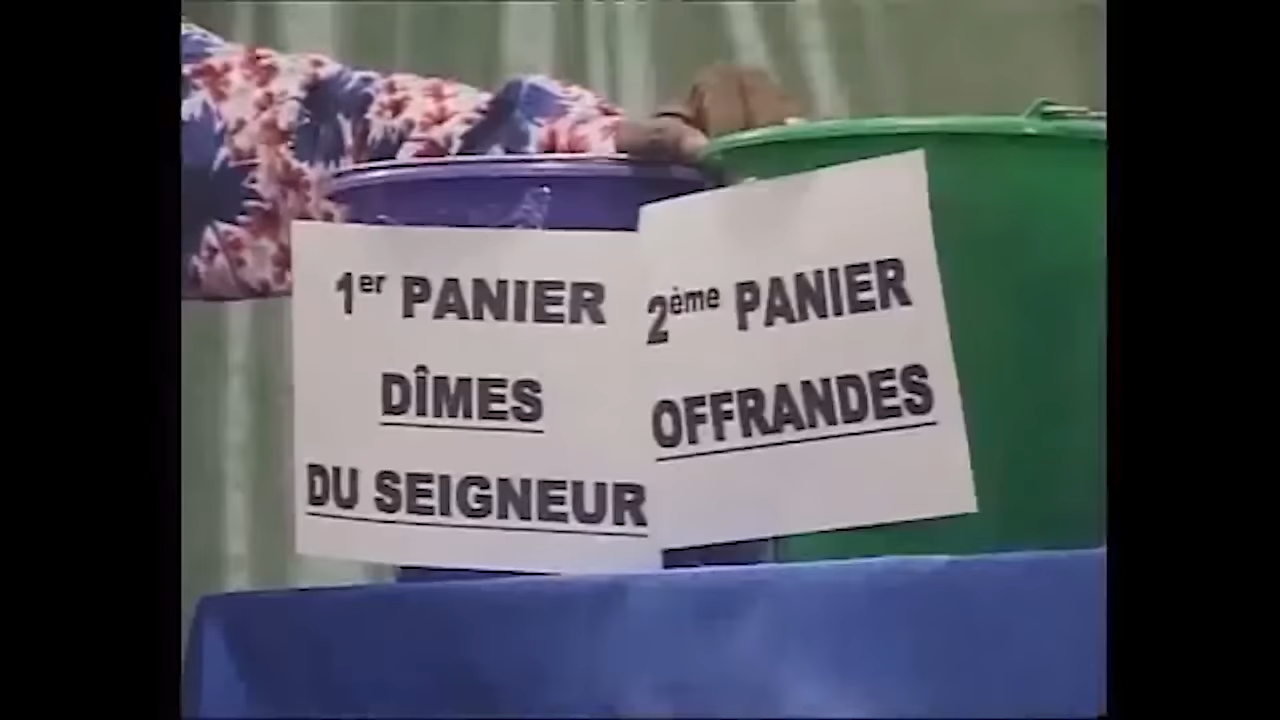 1er PANIER
DÎMES
DU SEIGNEUR
2ème PANIER
OFFRANDES